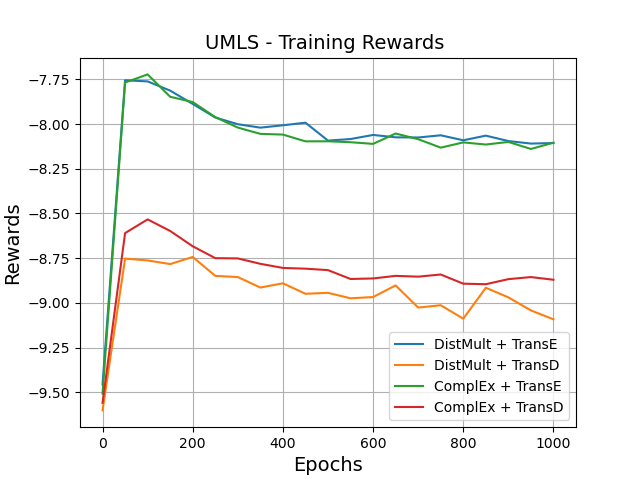 UMLS - Training Rewards
Rewards
−7.75
−8.00
−8.25
−8.50
−8.75
−9.00
−9.25
−9.50
DistMult + TransE
DistMult + TransD
ComplEx + TransE
ComplEx + TransD
0 200 400 600 800 1000
Epochs